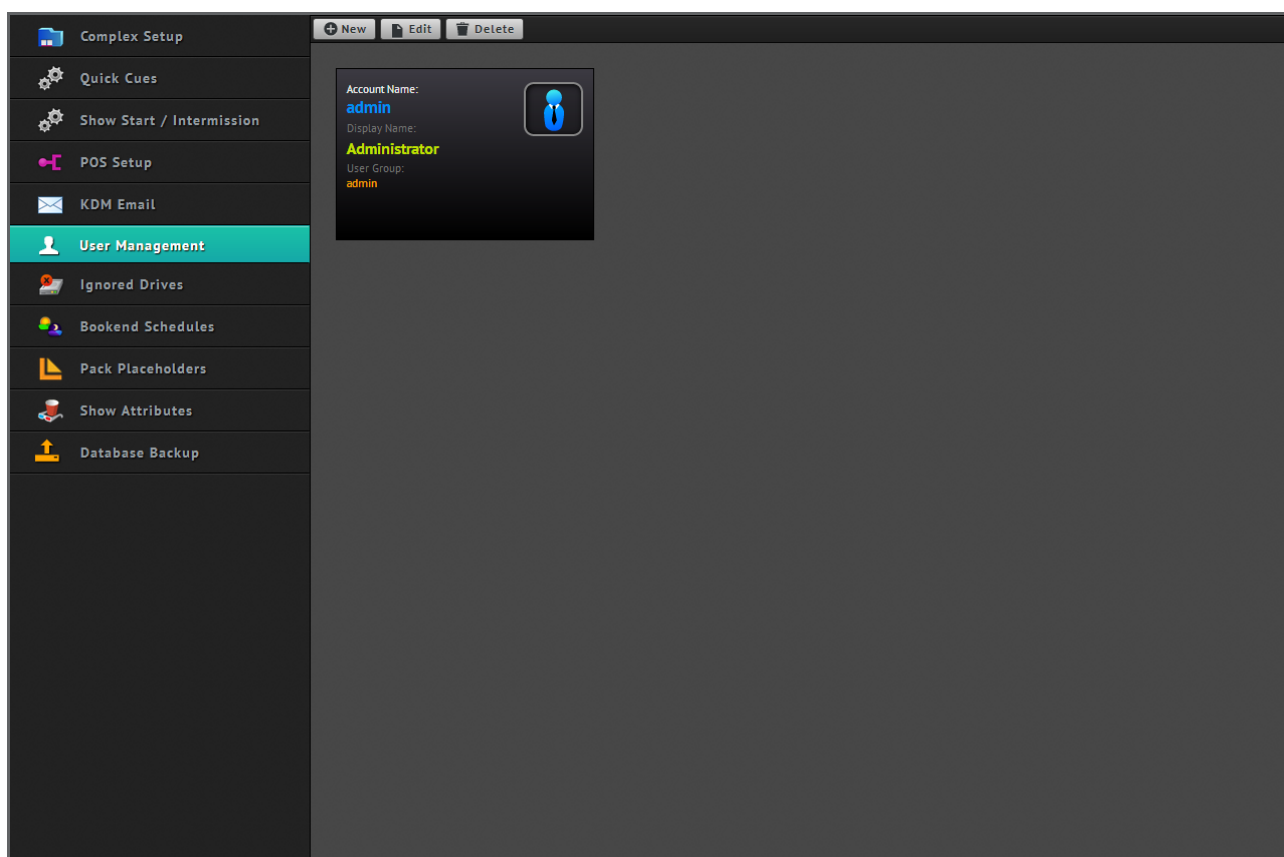 Complex Setup
Quick Cues
Show Start / Intermission
POS Setup
KDM Email
User Management
Ignored Drives
Bookend Schedules
Pack Placeholders
Show Attributes
Database Backup
New Edit Delete
Account Name:
admin
Display Name:
Administrator
User Group:
admin